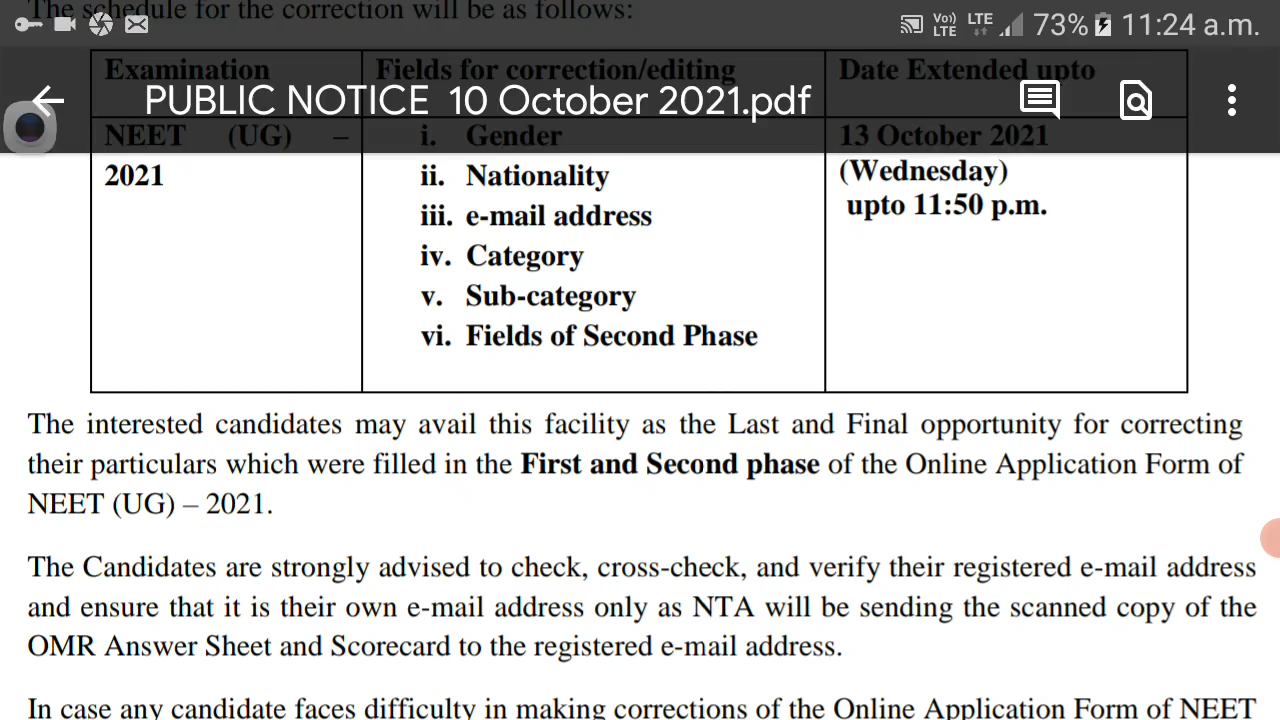 The schedule for the correction will be as follows:
Vo)) LTE LTE 73% 11:24 a.m.
Examination Fields for correction/editing Date Extended upto
PUBLIC NOTICE 10 October 2021.pdf
NEET (UG) – i. Gender 13 October 2021
2021 ii. Nationality (Wednesday)
iii. e-mail address upto 11:50 p.m.
iv. Category
v. Sub-category
vi. Fields of Second Phase
The interested candidates may avail this facility as the Last and Final opportunity for correcting
their particulars which were filled in the First and Second phase of the Online Application Form of
NEET (UG) – 2021.
The Candidates are strongly advised to check, cross-check, and verify their registered e-mail address
and ensure that it is their own e-mail address only as NTA will be sending the scanned copy of the
OMR Answer Sheet and Scorecard to the registered e-mail address.
In case any candidate faces difficulty in making corrections of the Online Application Form of NEET